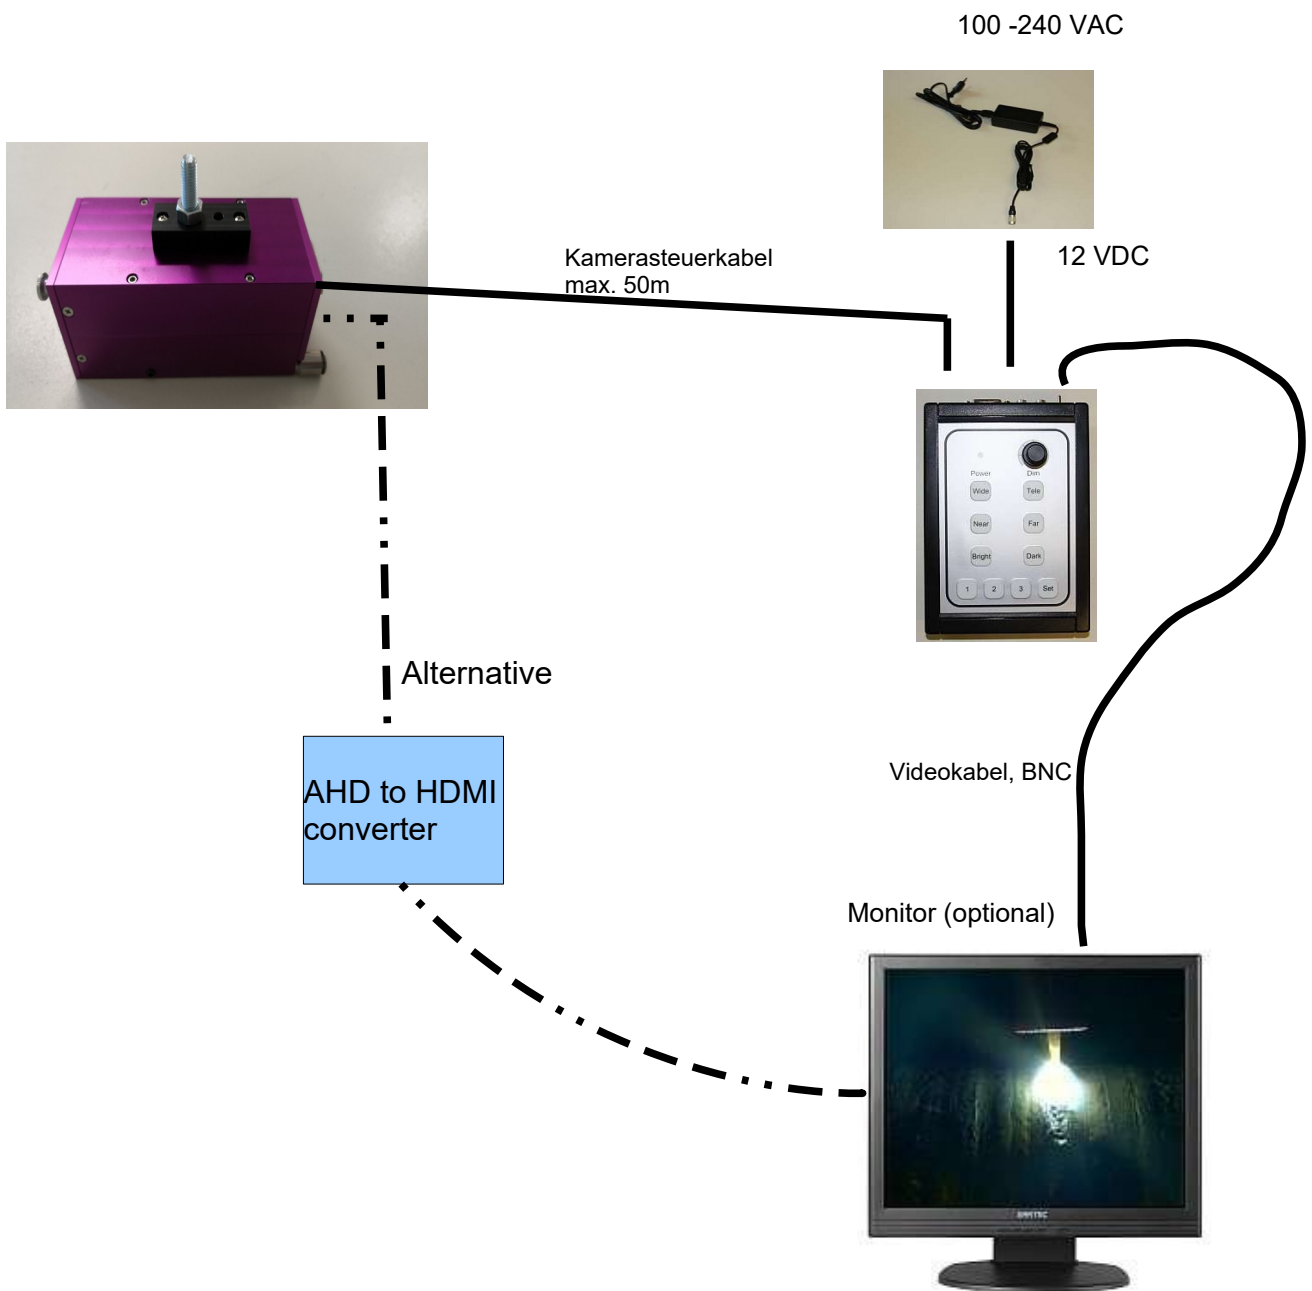 100 -240 VAC
Kamerasteuerkabel
max. 50m
12 VDC
Power
Dim
Wide
Tele
Near
Far
Bright
Dark
1
2
3
Set
Alternative
AHD to HDMI
converter
Videokabel, BNC
Monitor (optional)